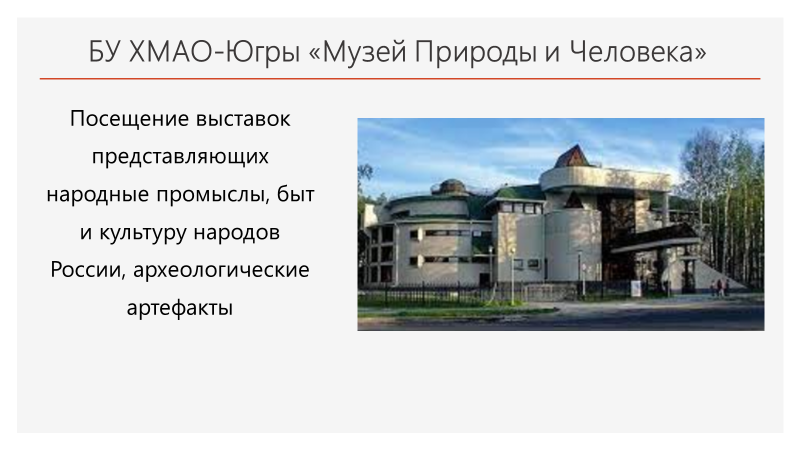 БУ ХМАО-Югры «Музей Природы и Человека»
Посещение выставок
представляющих
народные промыслы, быт
и культуру народов
России, археологические
артефакты